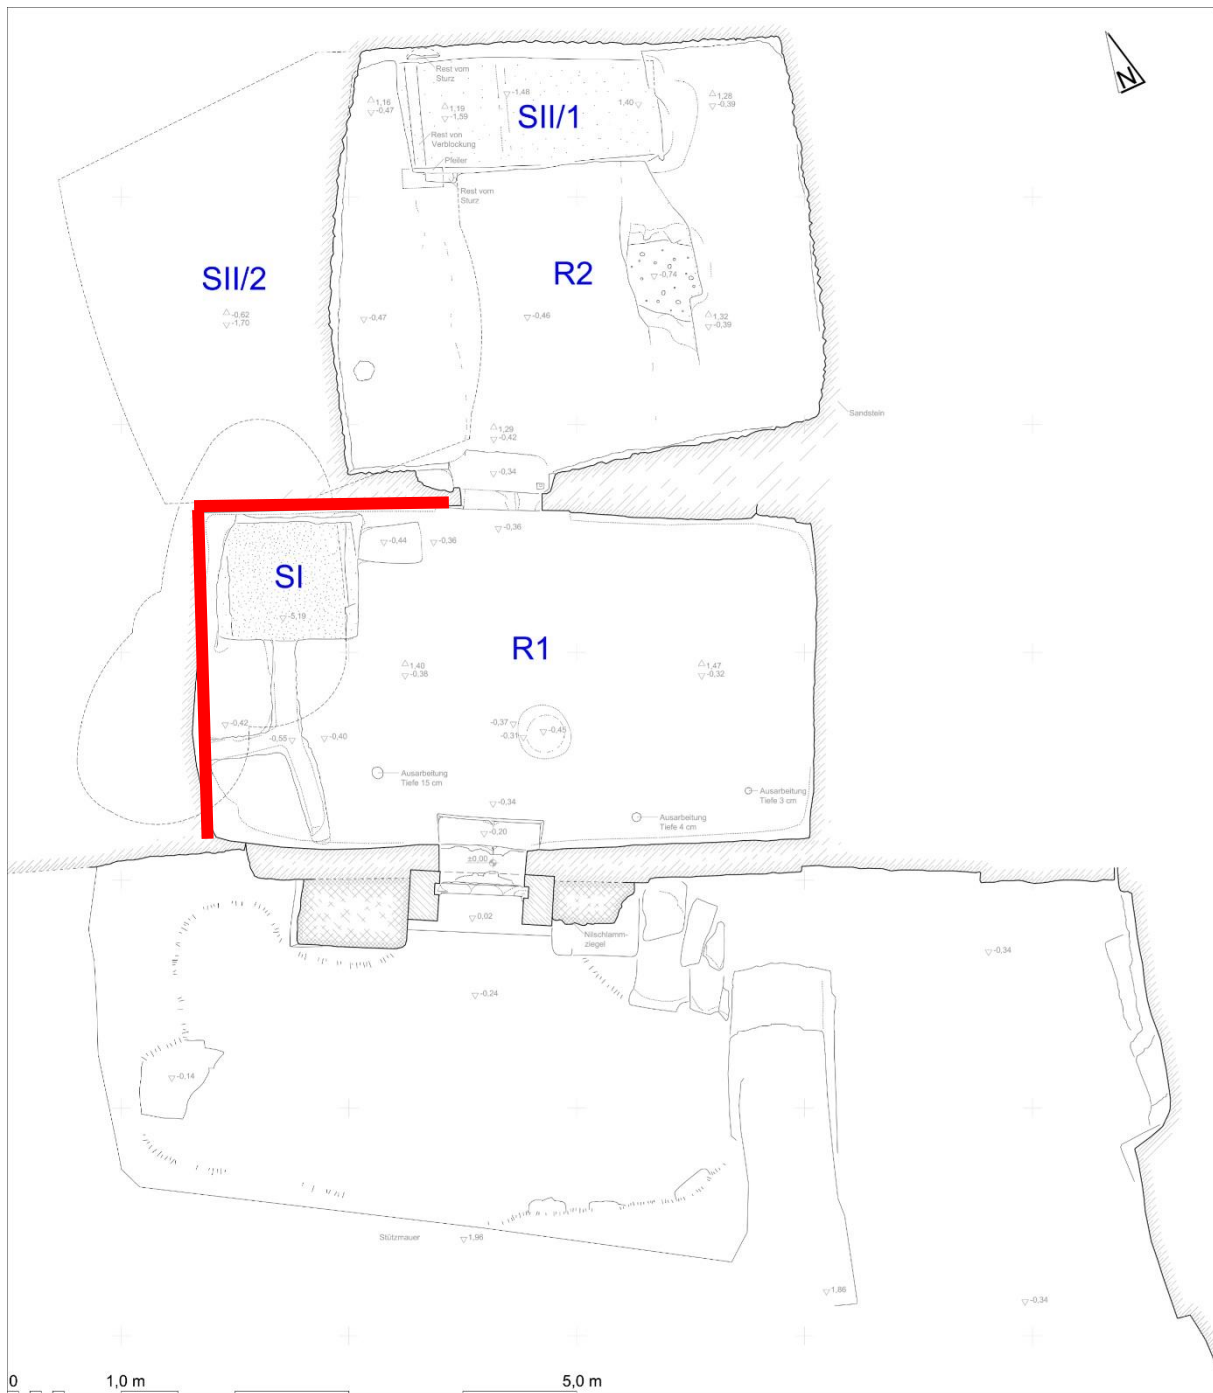 Rest vom
Sturz
N
1,16
-0,47
1,19
-1,59
-1,48
SII/1
1,40
1,28
-0,39
Rest von
Verblockung
Pfeiler
Rest vom
Sturz
SII/2
R2
-0,74
-0,62
-1,70
-0,47
-0,46
1,32
-0,39
Sandstein
1,29
-0,42
-0,34
-0,36
-0,44
-0,36
SI
-5,19
R1
1,40
-0,38
1,47
-0,32
-0,42
-0,55
-0,40
-0,37
-0,31
-0,45
Ausarbeitung
Tiefe 15 cm
Ausarbeitung
Tiefe 3 cm
-0,34
Ausarbeitung
Tiefe 4 cm
-0,20
±0,00
0,02
Nilschlamm-
ziegel
-0,34
-0,24
-0,14
Stützmauer
1,96
1,86
-0,34
0
1,0 m
5,0 m